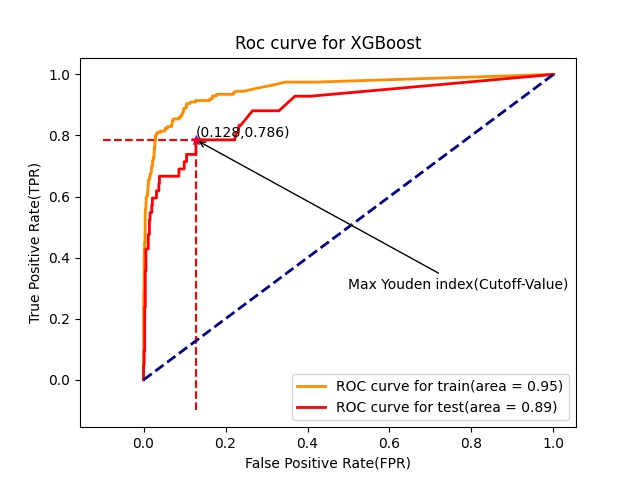 Roc curve for XGBoost
True Positive Rate(TPR)
1.0
0.8
0.6
0.4
0.2
0.0
(0.128,0.786)
Max Youden index(Cutoff-Value)
ROC curve for train(area = 0.95)
ROC curve for test(area = 0.89)
0.0 0.2 0.4 0.6 0.8 1.0
False Positive Rate(FPR)